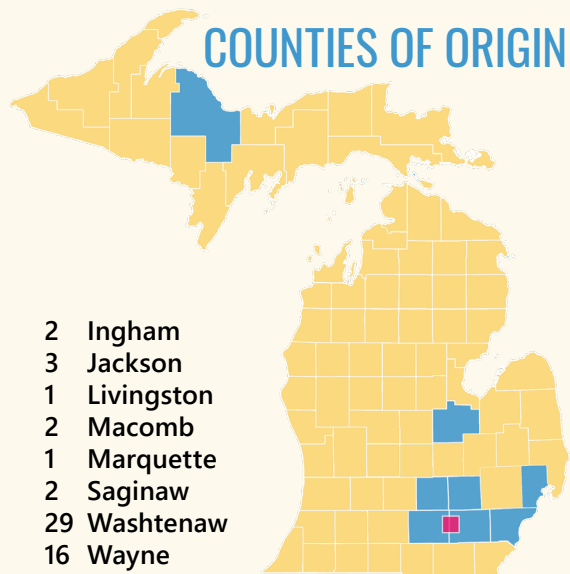 COUNTIES OF ORIGIN
2 Ingham
3 Jackson
1 Livingston
2 Macomb
1 Marquette
2 Saginaw
29 Washtenaw
16 Wayne